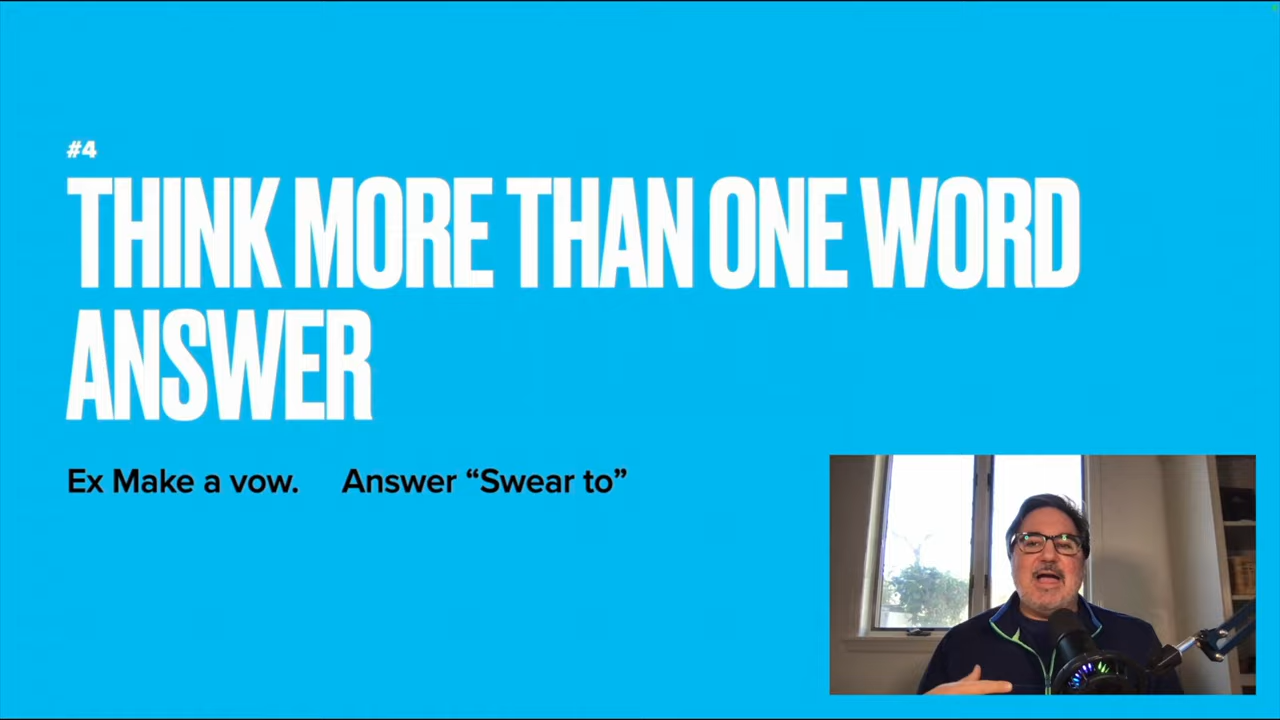 #4
THINK MORE THAN ONE WORD
ANSWER
Ex Make a vow. Answer “Swear to”